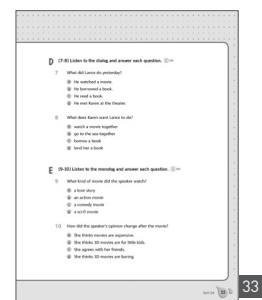 D [7-8] Listen to the dialog and answer each question.
7 What did Lance do yesterday?
ⓐ He watched a movie.
ⓑ He borrowed a book.
ⓒ He read a book.
ⓓ He met Karen at the theater.
8 What does Karen want Lance to do?
ⓐ watch a movie together
ⓑ go to the sea together
ⓒ borrow a book
ⓓ lend her a book
E [9-10] Listen to the monolog and answer each question.
9 What kind of movie did the speaker watch?
ⓐ a love story
ⓑ an action movie
ⓒ a comedy movie
ⓓ a sci-fi movie
10 How did the speaker's opinion change after the movie?
ⓐ She thinks movies are expensive.
ⓑ She thinks 3D movies are for little kids.
ⓒ She agrees with her friends.
ⓓ She thinks 3D movies are boring.
33